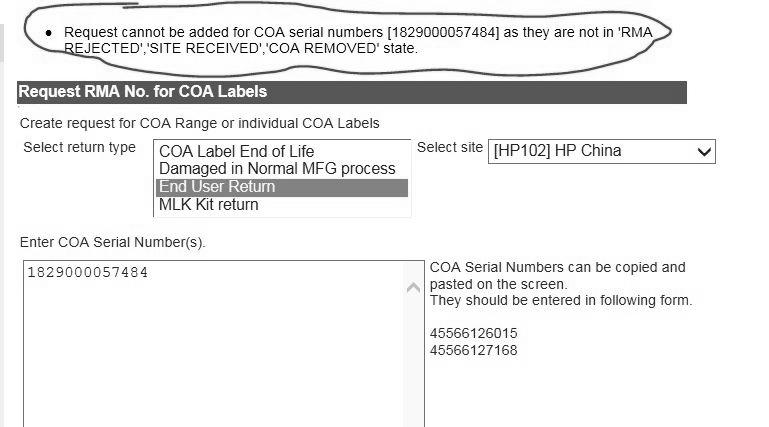 Request cannot be added for COA serial numbers [1829000057484] as they are not in 'RMA
REJECTED','SITE RECEIVED','COA REMOVED' state.
Request RMA No. for COA Labels
Create request for COA Range or individual COA Labels
Select return type
COA Label End of Life
Damaged in Normal MFG process
End User Return
MLK Kit return
Select site
[HP102] HP China
Enter COA Serial Number(s).
1829000057484
COA Serial Numbers can be copied and
pasted on the screen.
They should be entered in following form.
45566126015
45566127168